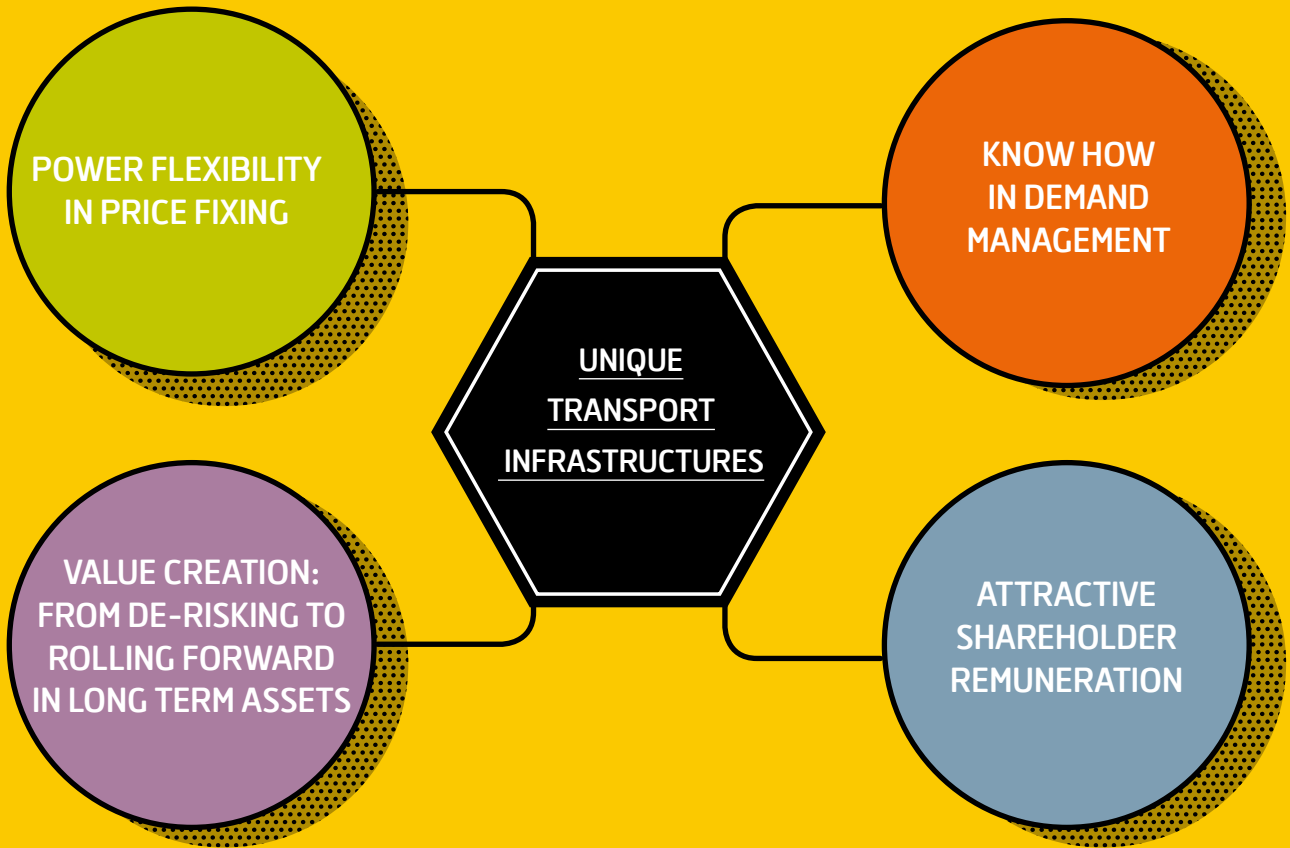 POWER FLEXIBILITY
IN PRICE FIXING
KNOW HOW
IN DEMAND
MANAGEMENT
UNIQUE
TRANSPORT
INFRASTRUCTURES
VALUE CREATION:
FROM DE-RISKING TO
ROLLING FORWARD
IN LONG TERM ASSETS
ATTRACTIVE
SHAREHOLDER
REMUNERATION